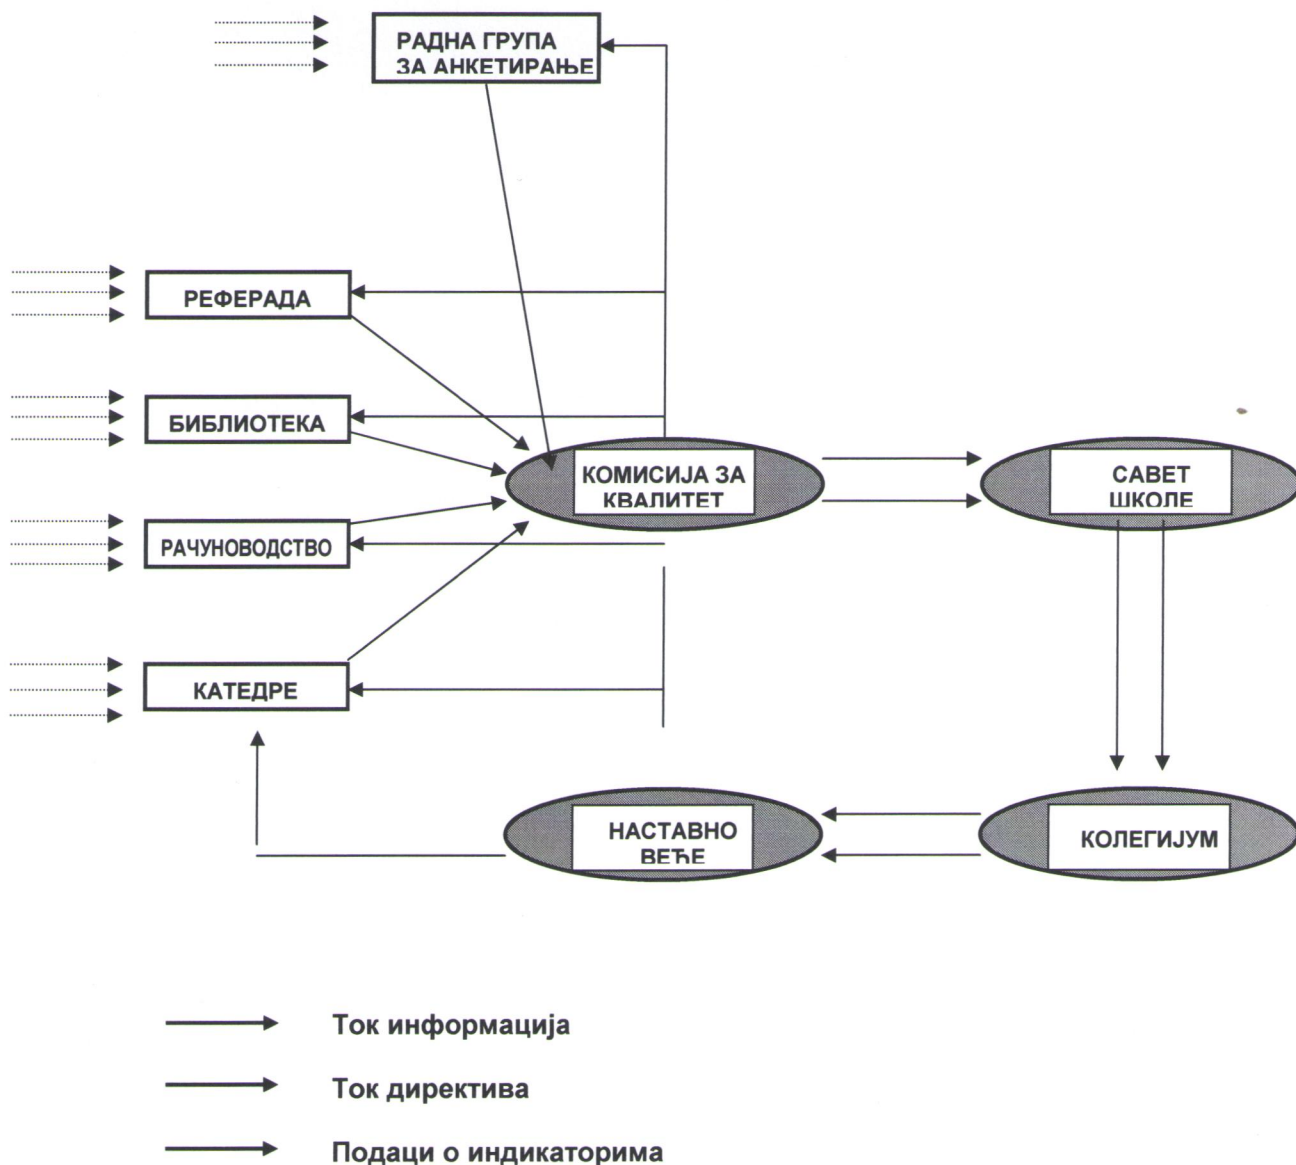 РАДНА ГРУПА
ЗА АНКЕТИРАЊЕ
РЕФЕРАДА
БИБЛИОТЕКА
КОМИСИЈА ЗА
КВАЛИТЕТ
САВЕТ
ШКОЛЕ
РАЧУНОВОДСТВО
КАТЕДРЕ
НАСТАВНО
ВЕЋЕ
КОЛЕГИЈУМ
Ток информација
Ток директива
Подаци о индикаторима